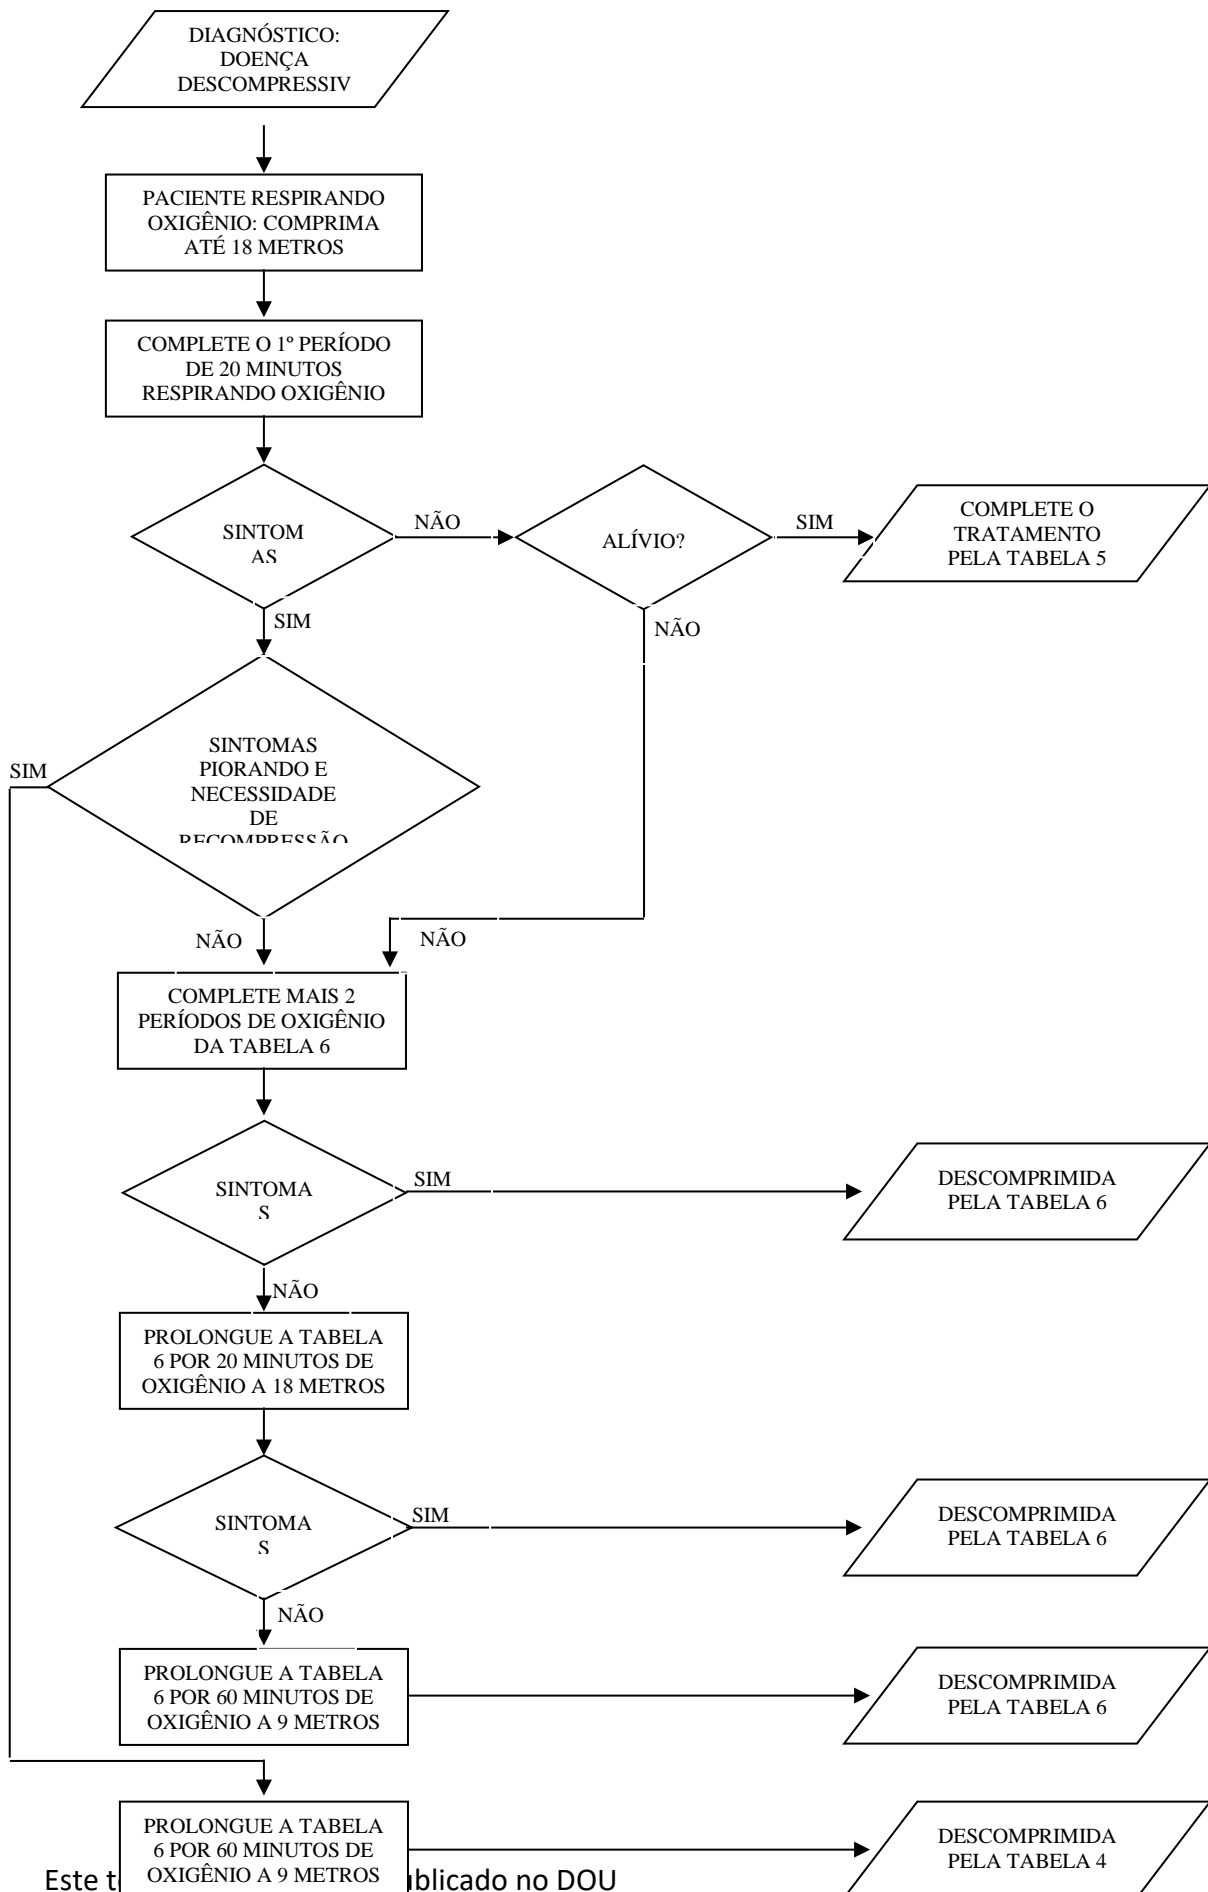 DIAGNÓSTICO:
DOENÇA
DESCOMPRESSIV
PACIENTE RESPIRANDO
OXIGÊNIO: COMPRIMA
ATÉ 18 METROS
COMPLETE O 1º PERÍODO
DE 20 MINUTOS
RESPIRANDO OXIGÊNIO
SINTOM
AS
NÃO
ALÍVIO?
SIM
COMPLETE O
TRATAMENTO
PELA TABELA 5
SIM
NÃO
SINTOMAS
PIORANDO E
NECESSIDADE
DE
RECOMPRESSÃO
SIM
NÃO
NÃO
COMPLETE MAIS 2
PERÍODOS DE OXIGÊNIO
DA TABELA 6
SINTOMA
S
SIM
DESCOMPRIMIDA
PELA TABELA 6
NÃO
PROLONGUE A TABELA
6 POR 20 MINUTOS DE
OXIGÊNIO A 18 METROS
SINTOMA
S
SIM
DESCOMPRIMIDA
PELA TABELA 6
NÃO
PROLONGUE A TABELA
6 POR 60 MINUTOS DE
OXIGÊNIO A 9 METROS
DESCOMPRIMIDA
PELA TABELA 6
PROLONGUE A TABELA
6 POR 60 MINUTOS DE
OXIGÊNIO A 9 METROS
DESCOMPRIMIDA
PELA TABELA 4
Este no DOU